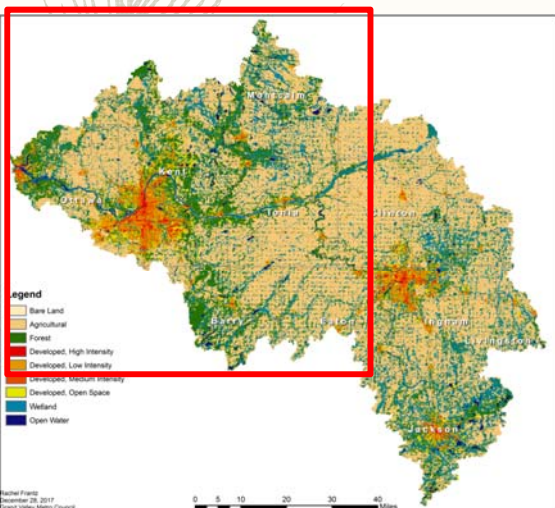 Montcalm
Kent
Ottawa
Ionia
Clinton
Legend
Bare Land
Agricultural
Forest
Barry
Eaton
Ingham
Livingston
Developed, High Intensity
Developed, Low Intensity
Developed, Medium Intensity
Developed, Open Space
Wetland
Open Water
Jackson
Rachel Frantz
December 28, 2017
Grand Valley Metro Council
0 5 10 20 30 40
Miles